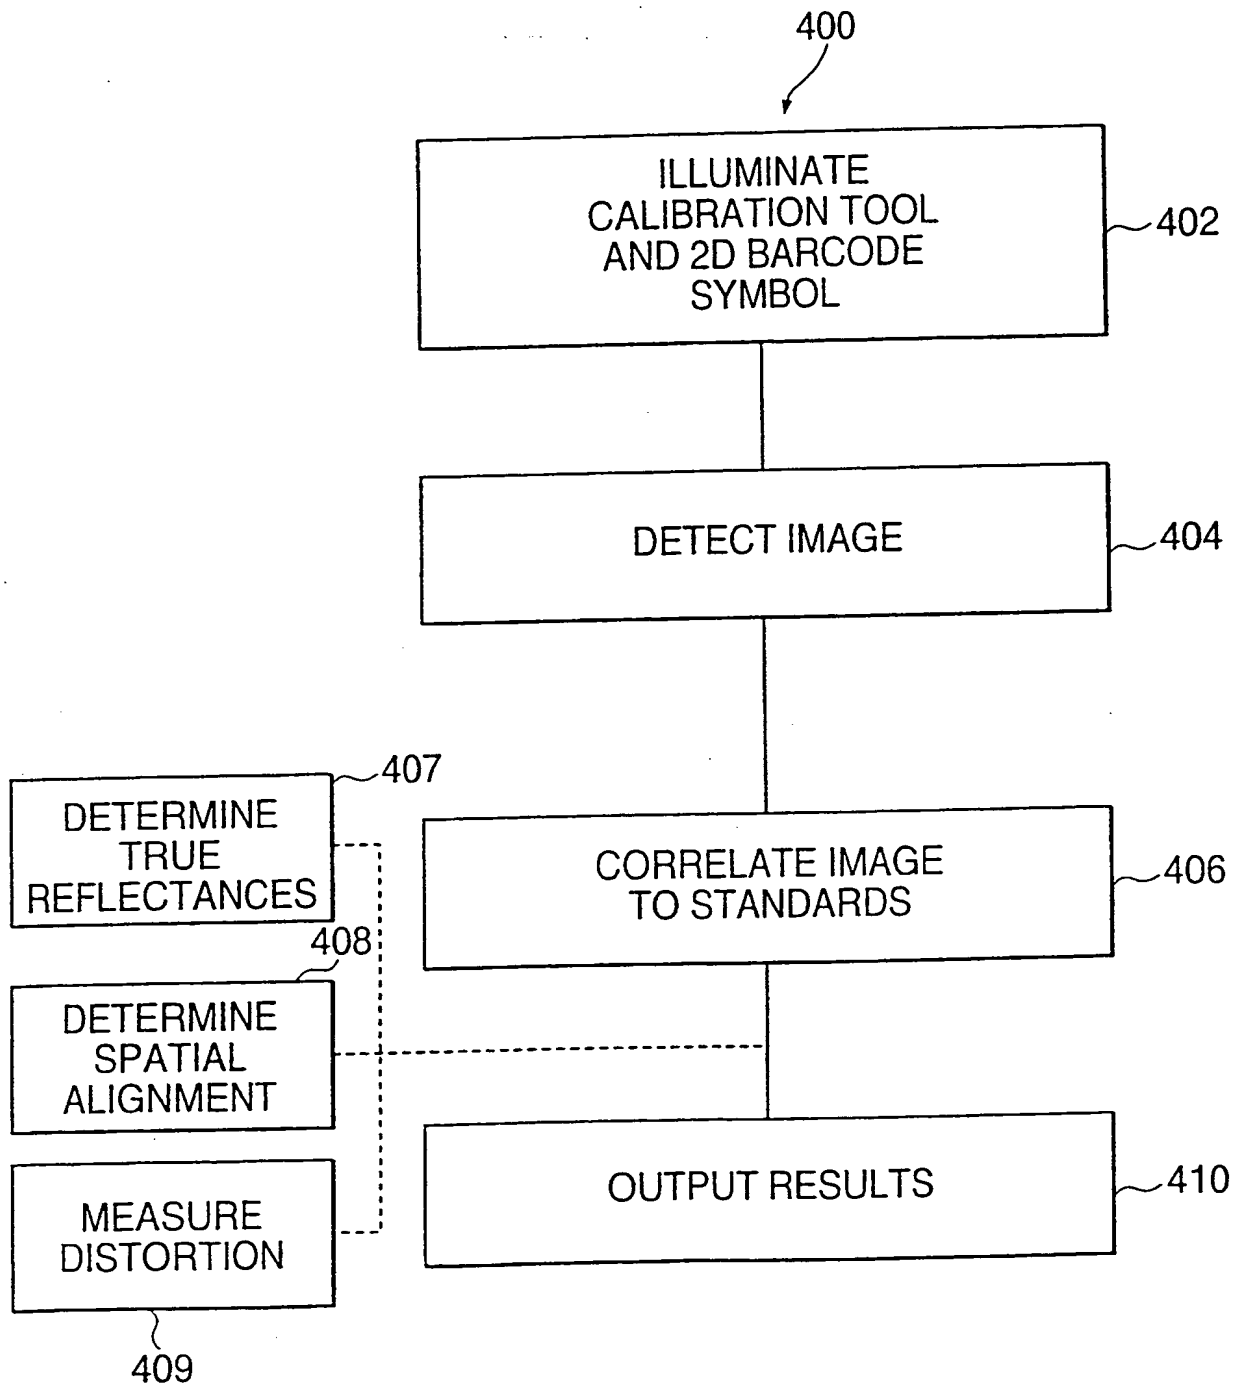 400
ILLUMINATE
CALIBRATION TOOL
AND 2D BARCODE
SYMBOL
402
DETECT IMAGE
404
407
DETERMINE
TRUE
REFLECTANCES
CORRELATE IMAGE
TO STANDARDS
406
408
DETERMINE
SPATIAL
ALIGNMENT
MEASURE
DISTORTION
409
OUTPUT RESULTS
410